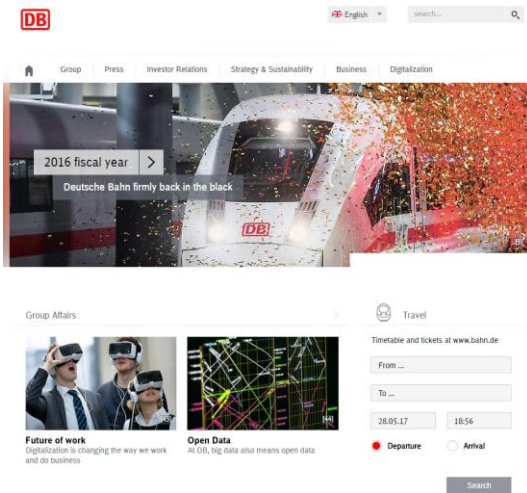 DB
English
search...
Group Press Investor Relations Strategy & Sustainability Business Digitalization
2016 fiscal year
Deutsche Bahn firmly back in the black
DB
Group Affairs
Travel
Timetable and tickets at www.bahn.de
From ...
To ...
28.05.17 18:56
Departure Arrival
Search
Future of work
Digitalization is changing the way we work
and do business
Open Data
At DB, big data also means open data